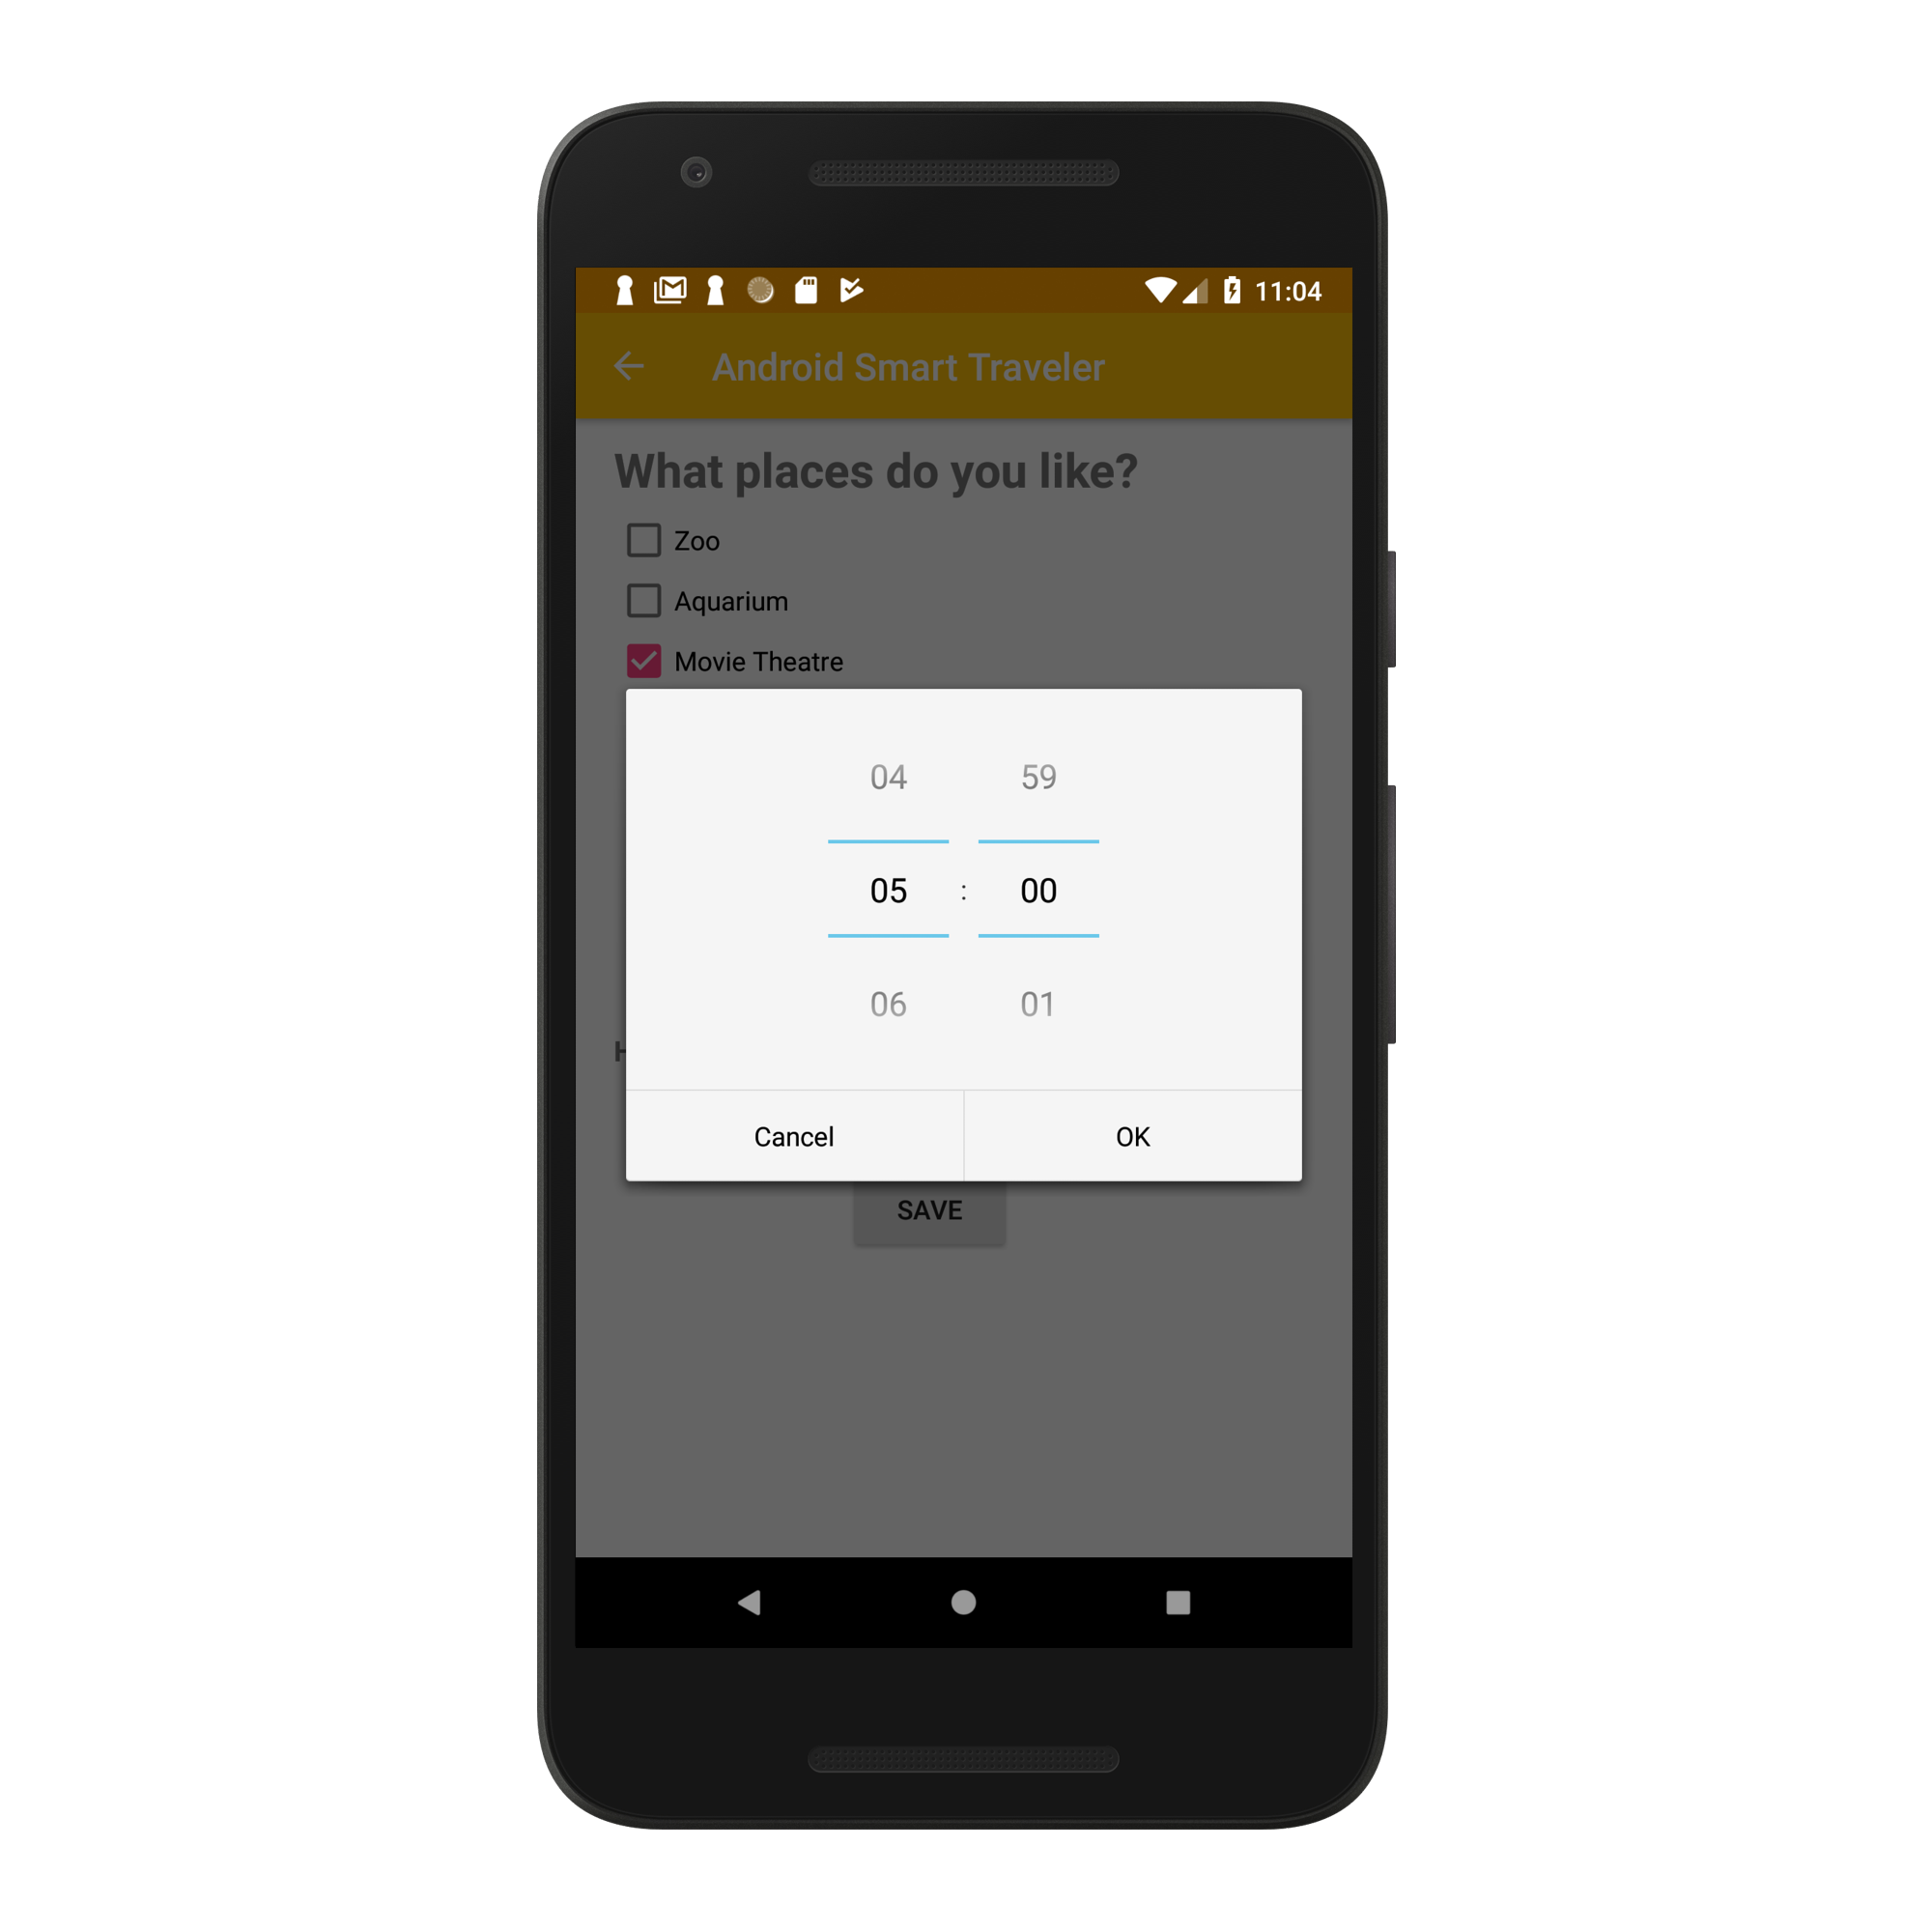 11:04
Android Smart Traveler
What places do you like?
Zoo
Aquarium
Movie Theatre
04 59
05 : 00
06 01
Cancel OK
SAVE